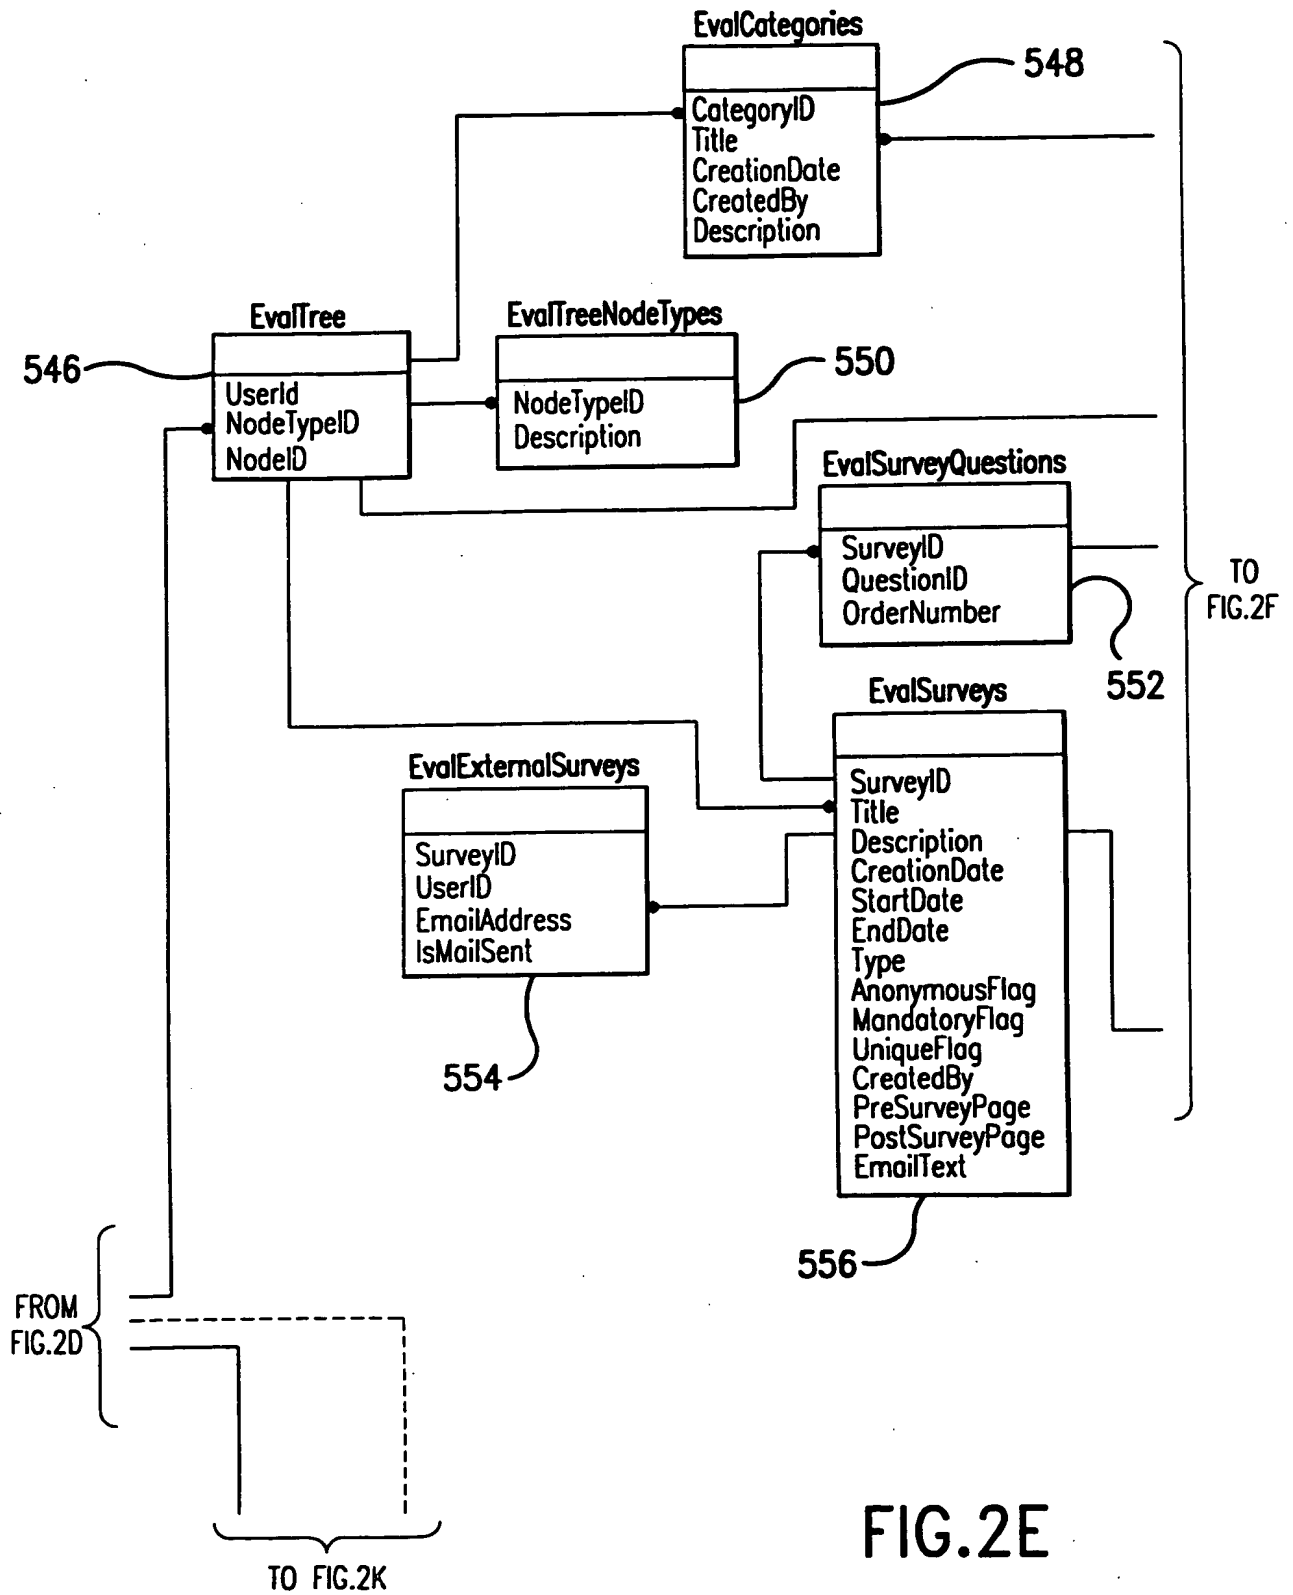 EvalCategories
548
CategoryID
Title
CreationDate
CreatedBy
Description
EvalTree
546
UserId
NodeTypeID
NodeID
EvalTreeNodeTypes
550
NodeTypeID
Description
EvalSurveyQuestions
SurveyID
QuestionID
OrderNumber
552
TO
FIG.2F
EvalSurveys
SurveyID
Title
Description
CreationDate
StartDate
EndDate
Type
AnonymousFlag
MandatoryFlag
UniqueFlag
CreatedBy
PreSurveyPage
PostSurveyPage
EmailText
556
EvalExternalSurveys
SurveyID
UserID
EmailAddress
IsMailSent
554
FROM
FIG.2D
TO FIG.2K
FIG.2E